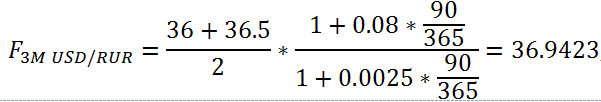 F₃M USD/RUR = (36 + 36.5)/2 * (1 + 0.08 * 90/365)/(1 + 0.0025 * 90/365) = 36.9423